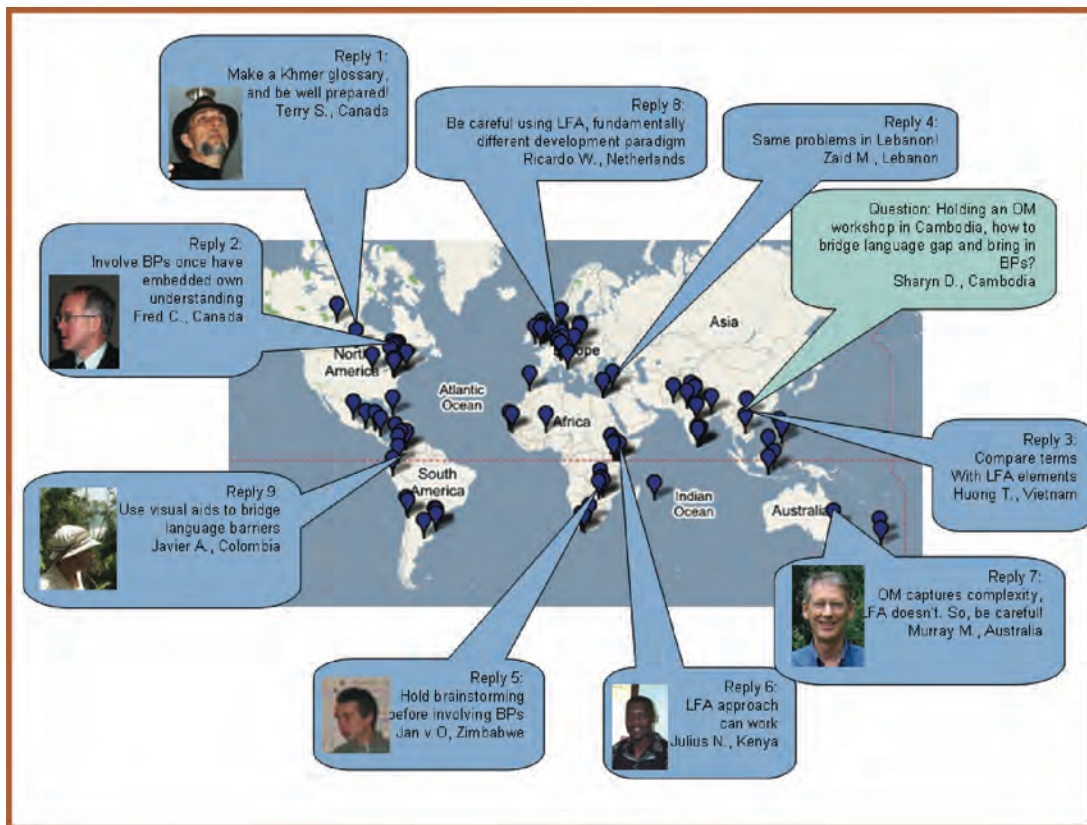 Reply 1:
Make a Khmer glossary,
and be well prepared!
Terry S., Canada
Reply 8:
Be careful using LFA, fundamentally
different development paradigm
Ricardo W., Netherlands
Reply 4:
Same problems in Lebanon!
Zaid M., Lebanon
Question: Holding an OM
workshop in Cambodia, how to
bridge language gap and bring in
BPs?
Sharyn D., Cambodia
Reply 2:
Involve BPs once have
embedded own
understanding
Fred C., Canada
North
America
Atlantic
Ocean
Europe
Asia
Africa
South
America
Indian
Ocean
Australia
Reply 3:
Compare terms
With LFA elements
Huong T., Vietnam
Reply 9:
Use visual aids to bridge
language barriers
Javier A., Colombia
Reply 7:
OM captures complexity,
LFA doesn't. So, be careful!
Murray M., Australia
Reply 5:
Hold brainstorming
before involving BPs
Jan v.O, Zimbabwe
Reply 6:
LFA approach
can work
Julius N., Kenya